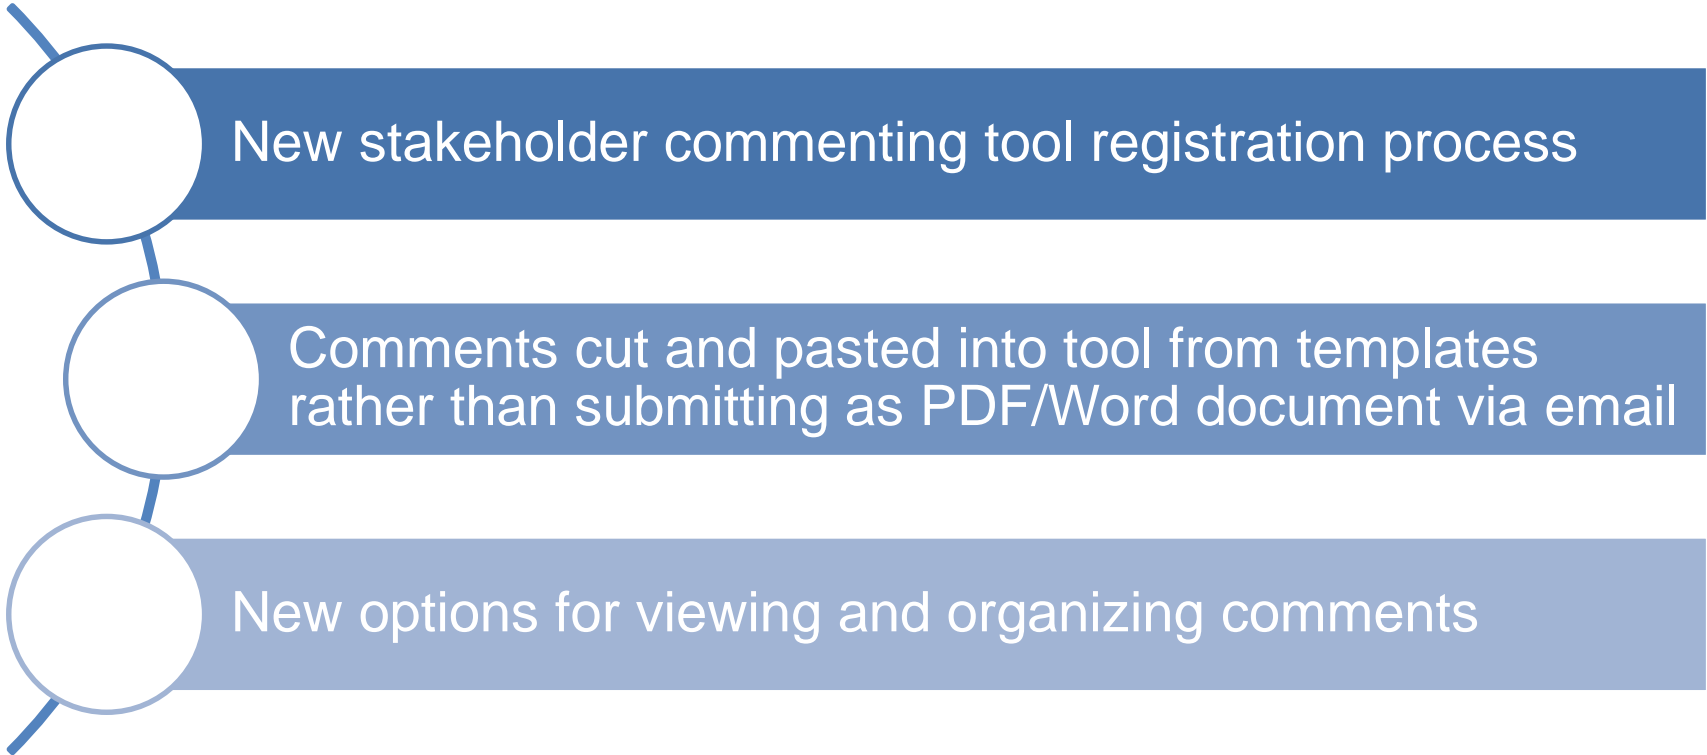 New stakeholder commenting tool registration process
Comments cut and pasted into tool from templates
rather than submitting as PDF/Word document via email
New options for viewing and organizing comments